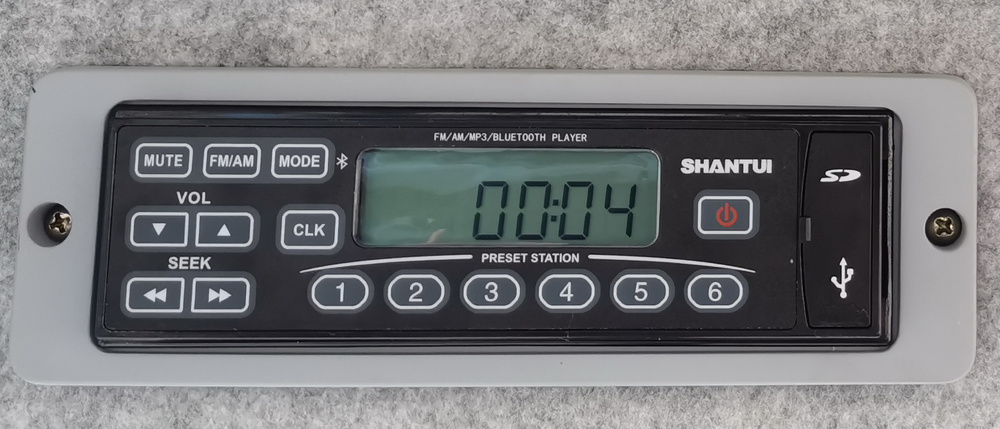 FM/AM/MP3/BLUETOOTH PLAYER
MUTE FM/AM MODE
SHANTUI
SD
VOL
00:04
CLK
SEEK
PRESET STATION
1 2 3 4 5 6